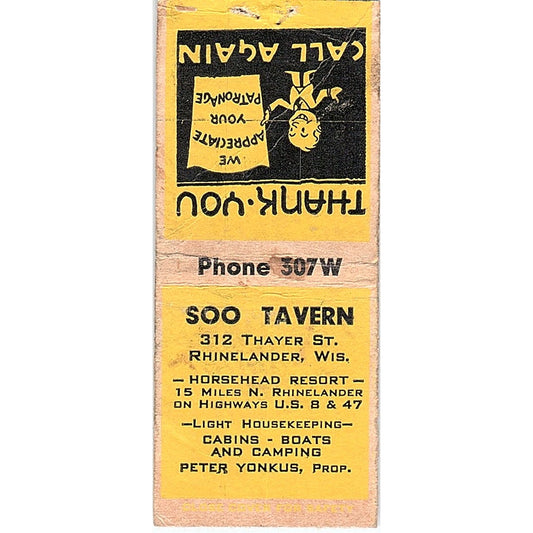 THANK-YOU
WE
APPRECIATE
YOUR
PATRONAGE
CALL AGAIN
Phone 307W
SOO TAVERN
312 THAYER ST.
RHINELANDER, WIS.
— HORSEHEAD RESORT —
15 MILES N. RHINELANDER
ON HIGHWAYS U.S. 8 & 47
—LIGHT HOUSEKEEPING—
CABINS - BOATS
AND CAMPING
PETER YONKUS, PROP.